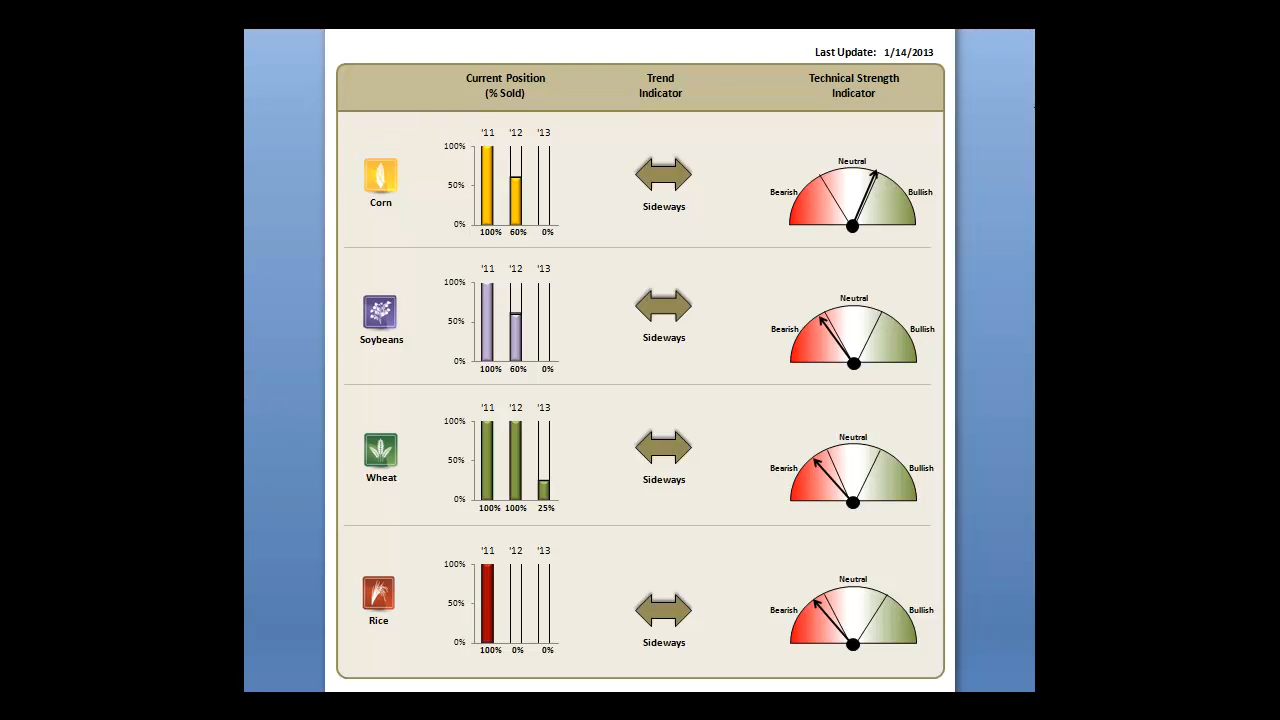 Last Update: 1/14/2013
Current Position
(% Sold)
Trend
Indicator
Technical Strength
Indicator
'11 '12 '13
100%
50%
0%
100% 60% 0%
Corn
Sideways
Neutral
Bearish
Bullish
'11 '12 '13
100%
50%
0%
100% 60% 0%
Soybeans
Sideways
Neutral
Bearish
Bullish
'11 '12 '13
100%
50%
0%
100% 100% 25%
Wheat
Sideways
Neutral
Bearish
Bullish
'11 '12 '13
100%
50%
0%
100% 0% 0%
Rice
Sideways
Neutral
Bearish
Bullish